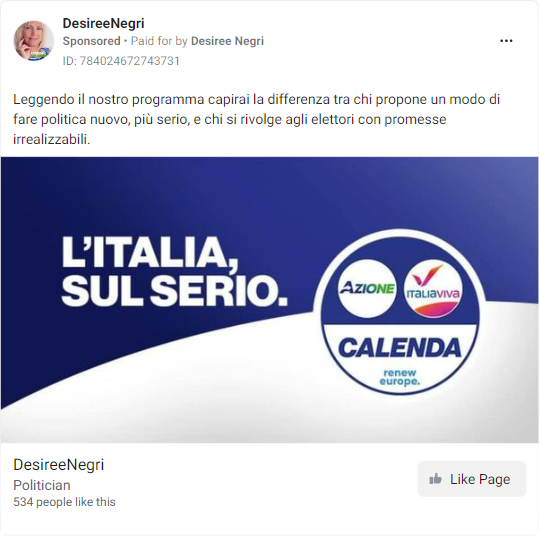 DesireeNegri
Sponsored • Paid for by Desiree Negri
ID: 784024672743731
Leggendo il nostro programma capirai la differenza tra chi propone un modo di
fare politica nuovo, più serio, e chi si rivolge agli elettori con promesse
irrealizzabili.
L'ITALIA,
SUL SERIO.
AZIONE
ITALIAVIVA
CALENDA
renew
europe.
DesireeNegri
Politician
534 people like this
Like Page